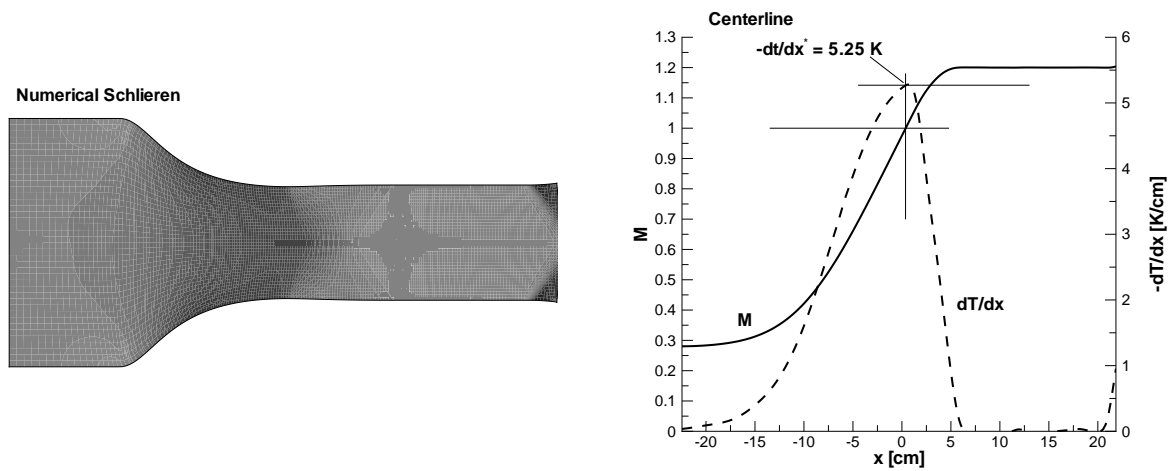 Numerical Schlieren
Centerline
-dt/dx* = 5.25 K
1.3
1.2
1.1
1
0.9
0.8
0.7
0.6
0.5
0.4
0.3
0.2
0.1
0
M
M
dT/dx
6
5
4
3
2
1
0
-dT/dx [K/cm]
-20 -15 -10 -5 0 5 10 15 20
x [cm]